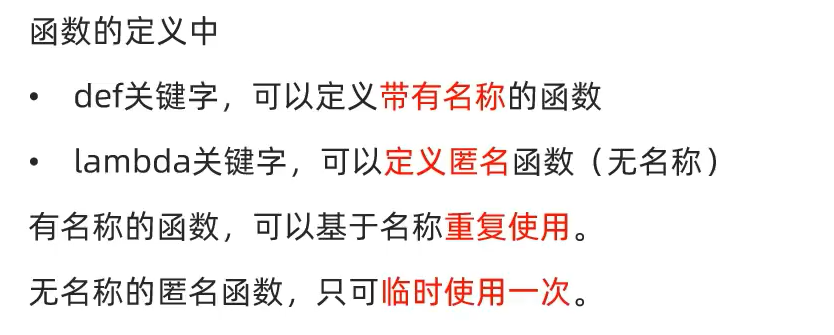 函数的定义中
• def关键字，可以定义带有名称的函数
• lambda关键字，可以定义匿名函数（无名称）
有名称的函数，可以基于名称重复使用。
无名称的匿名函数，只可临时使用一次。